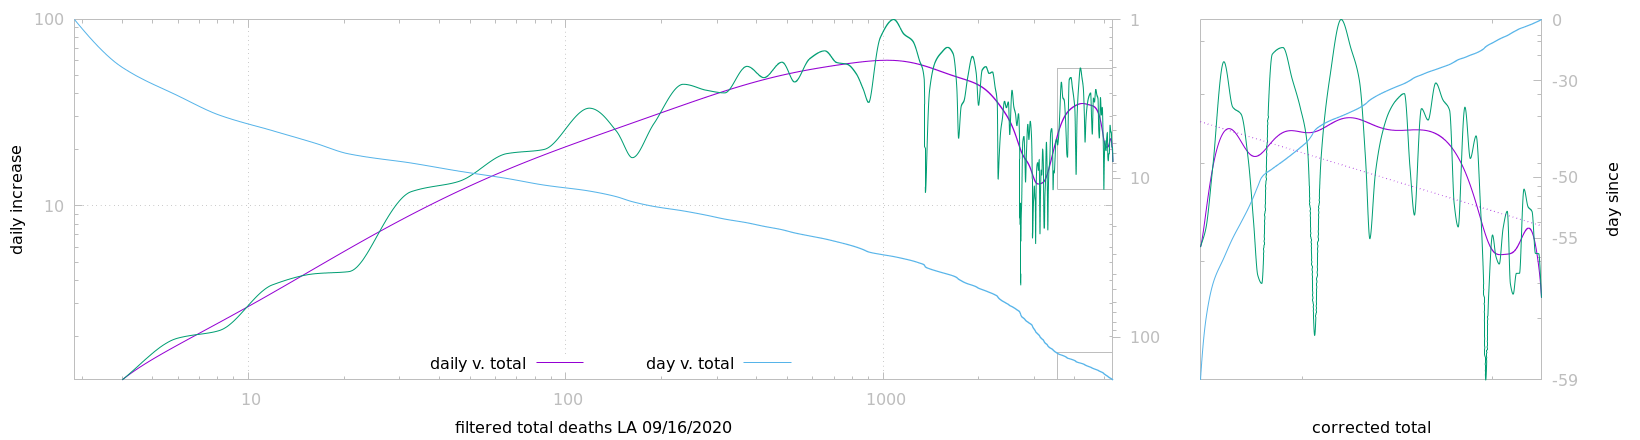 100
10
daily increase
10
100
1000
filtered total deaths LA 09/16/2020
daily v. total
day v. total
1
10
100
0
-30
-50
-55
-59
day since
corrected total